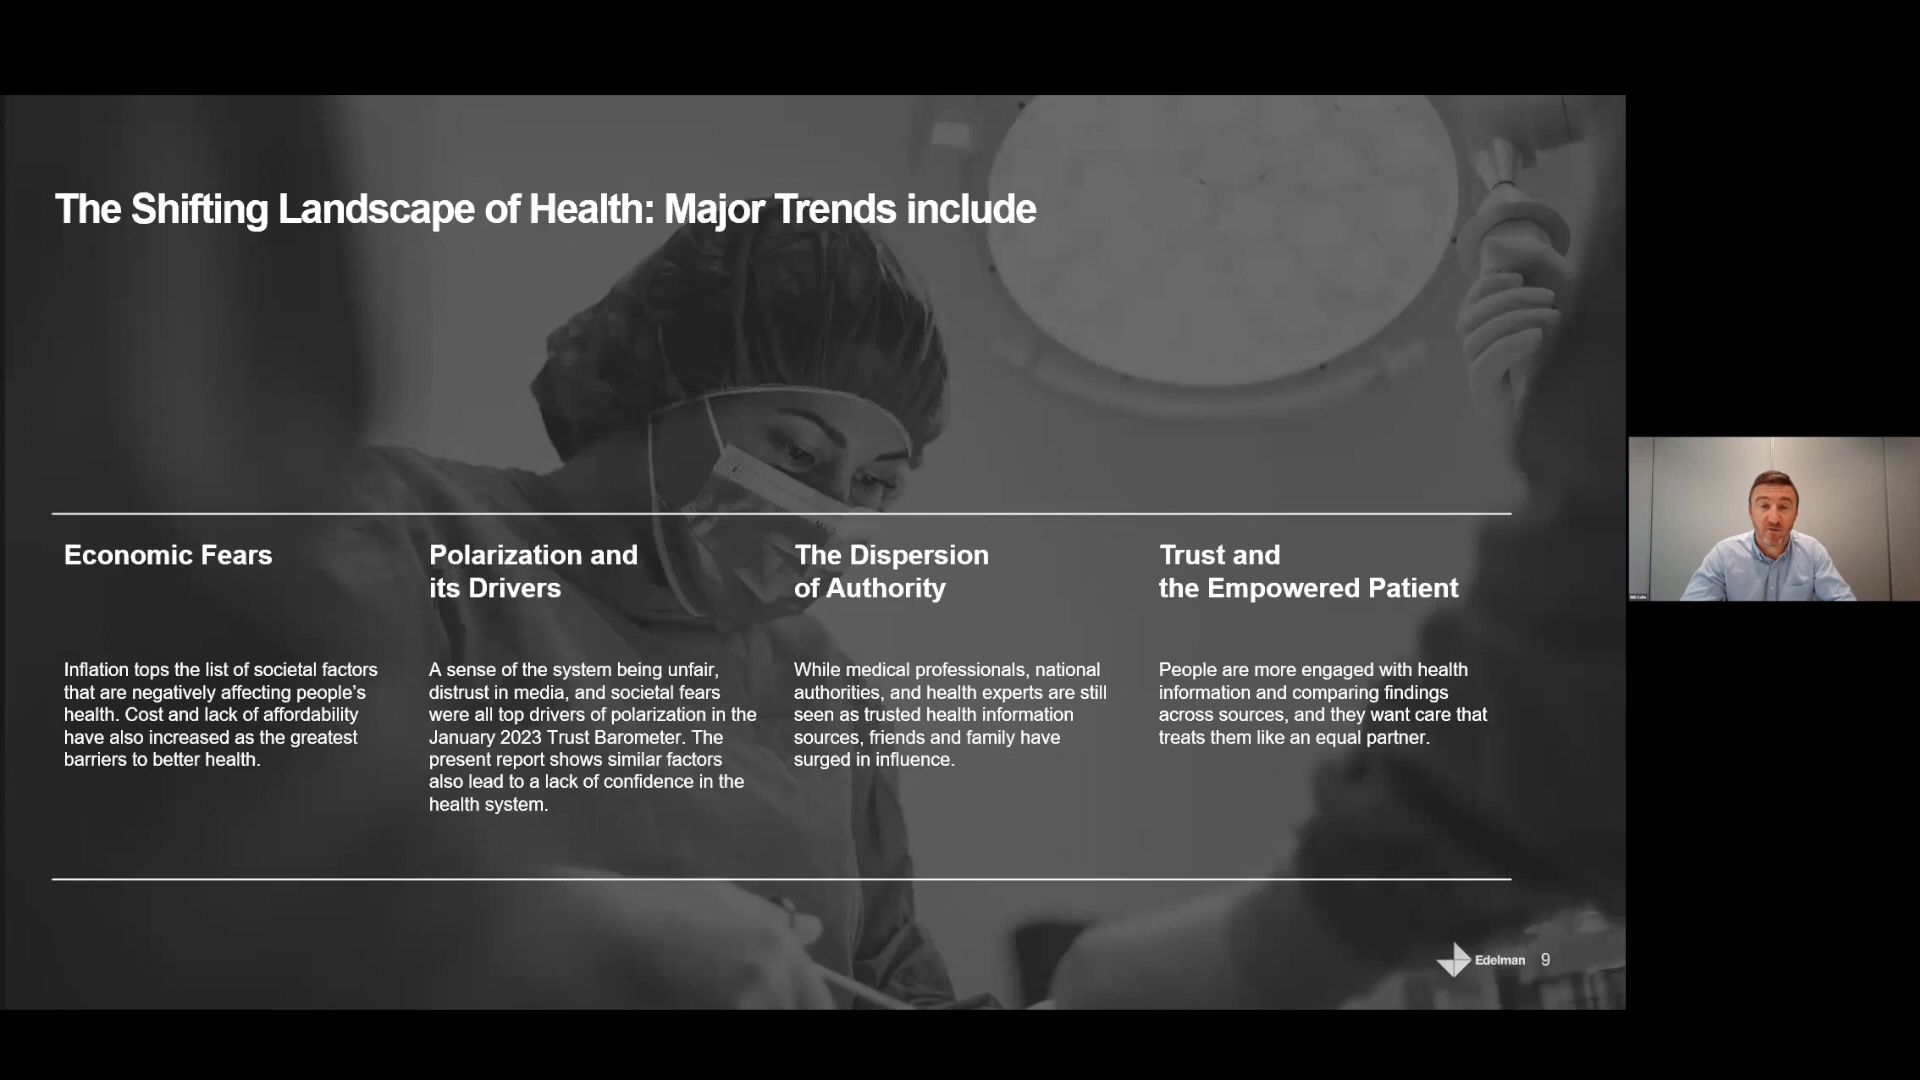 The Shifting Landscape of Health: Major Trends include
Economic Fears
Inflation tops the list of societal factors
that are negatively affecting people's
health. Cost and lack of affordability
have also increased as the greatest
barriers to better health.
Polarization and
its Drivers
A sense of the system being unfair,
distrust in media, and societal fears
were all top drivers of polarization in the
January 2023 Trust Barometer. The
present report shows similar factors
also lead to a lack of confidence in the
health system.
The Dispersion
of Authority
While medical professionals, national
authorities, and health experts are still
seen as trusted health information
sources, friends and family have
surged in influence.
Trust and
the Empowered Patient
People are more engaged with health
information and comparing findings
across sources, and they want care that
treats them like an equal partner.
Edelman 9